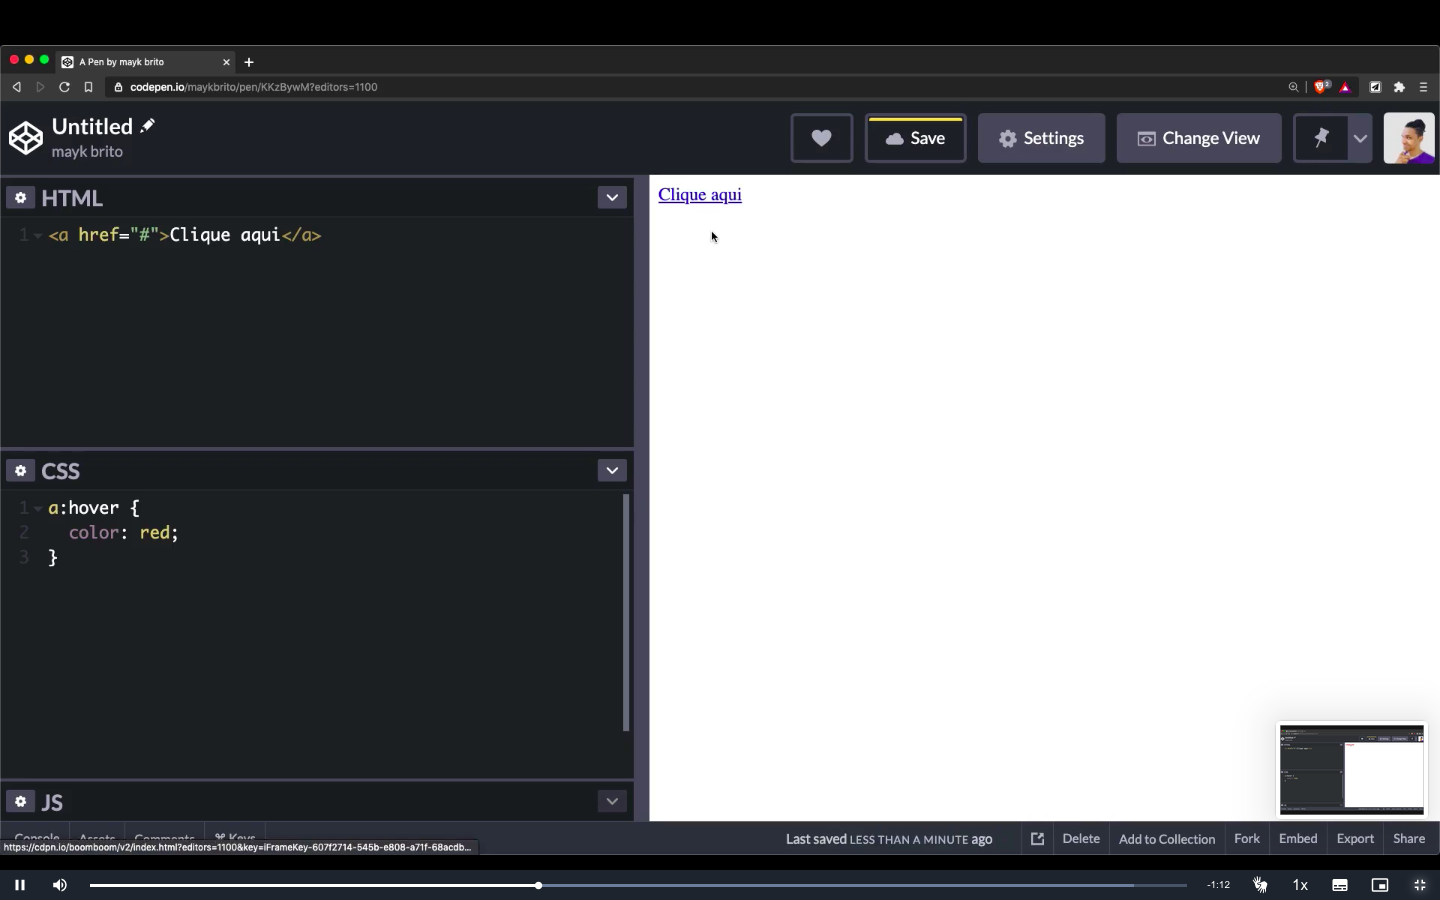 A Pen by mayk brito
codepen.io/maykbrito/pen/KKzBywM?editors=1100
Untitled
mayk brito
Save
Settings
Change View
HTML
1
<a href="#">Clique aqui</a>
Clique aqui
CSS
1 a:hover {
2 color: red;
3 }
JS
Console Assets Comments ⌘ Keys
Last saved LESS THAN A MINUTE ago
Delete
Add to Collection
Fork
Embed
Export
Share
https://cdpn.io/boomboom/v2/index.html?editors=1100&key=iFrameKey-607f2714-545b-e808-a71f-68acdb...
-1:12
1x